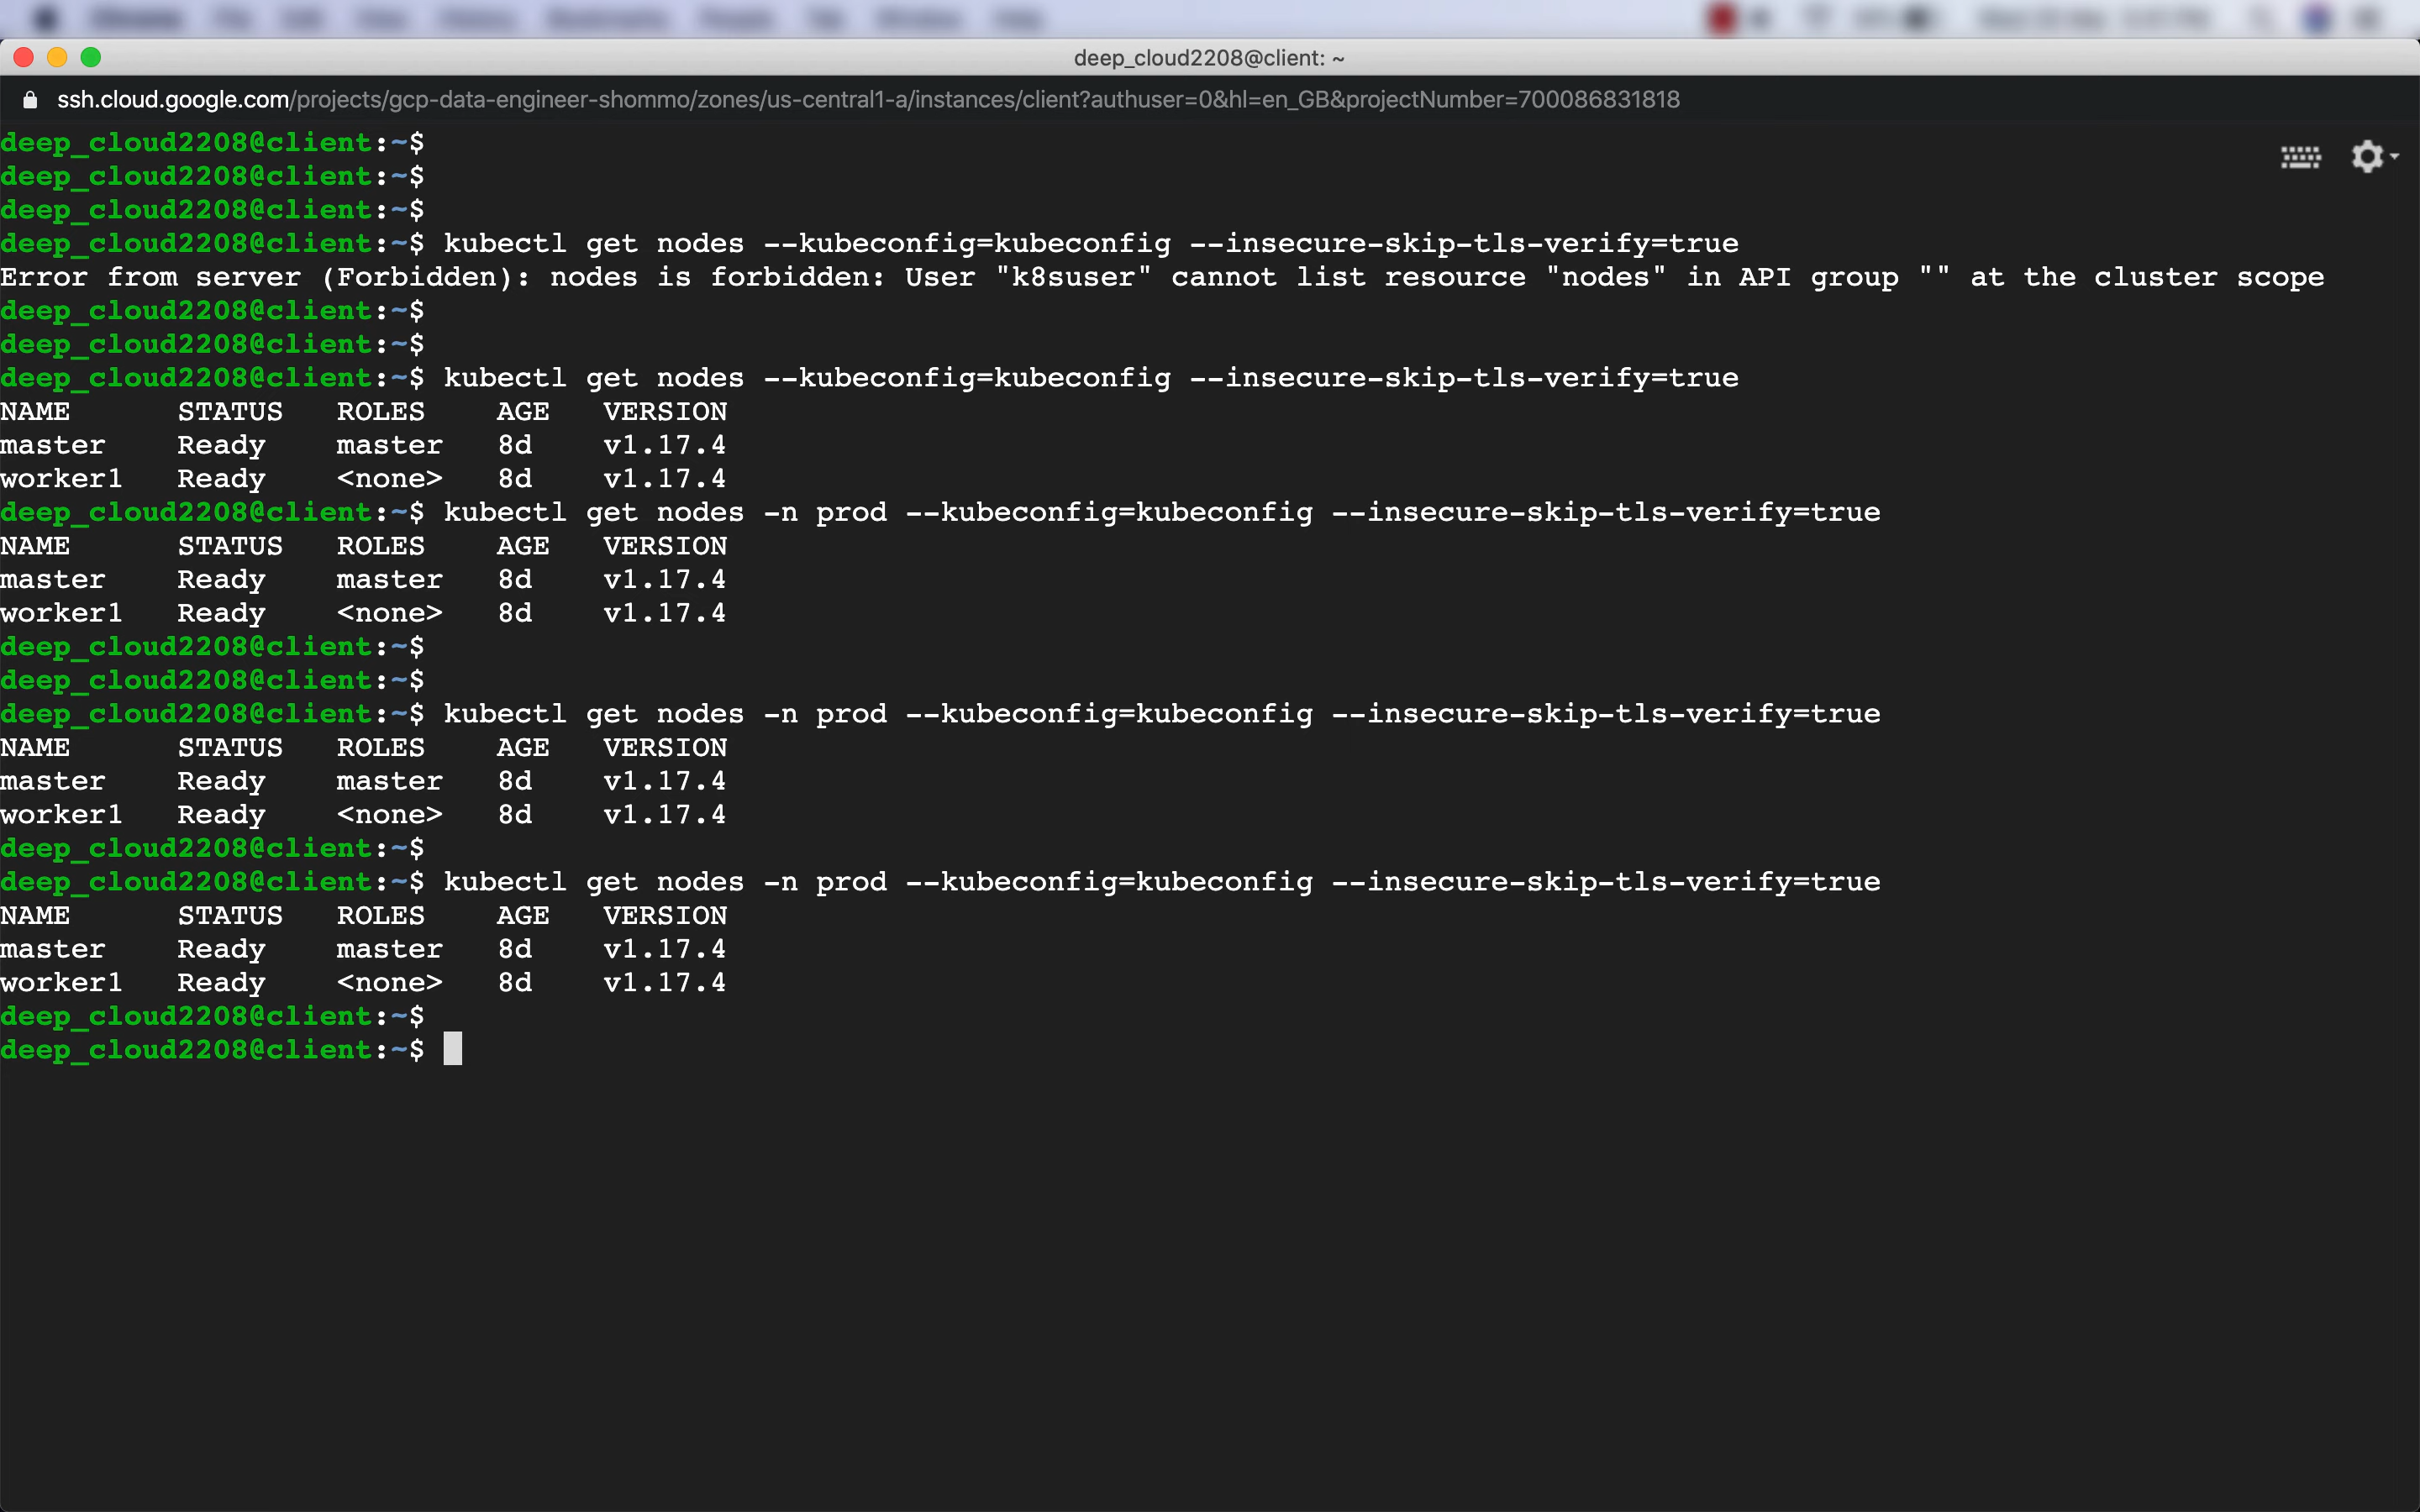 deep_cloud2208@client: ~
ssh.cloud.google.com/projects/gcp-data-engineer-shommo/zones/us-central1-a/instances/client?authuser=0&hl=en_GB&projectNumber=700086831818
deep_cloud2208@client:~$
deep_cloud2208@client:~$
deep_cloud2208@client:~$
deep_cloud2208@client:~$ kubectl get nodes --kubeconfig=kubeconfig --insecure-skip-tls-verify=true
Error from server (Forbidden): nodes is forbidden: User "k8suser" cannot list resource "nodes" in API group "" at the cluster scope
deep_cloud2208@client:~$
deep_cloud2208@client:~$
deep_cloud2208@client:~$ kubectl get nodes --kubeconfig=kubeconfig --insecure-skip-tls-verify=true
NAME STATUS ROLES AGE VERSION
master Ready master 8d v1.17.4
worker1 Ready <none> 8d v1.17.4
deep_cloud2208@client:~$ kubectl get nodes -n prod --kubeconfig=kubeconfig --insecure-skip-tls-verify=true
NAME STATUS ROLES AGE VERSION
master Ready master 8d v1.17.4
worker1 Ready <none> 8d v1.17.4
deep_cloud2208@client:~$
deep_cloud2208@client:~$
deep_cloud2208@client:~$ kubectl get nodes -n prod --kubeconfig=kubeconfig --insecure-skip-tls-verify=true
NAME STATUS ROLES AGE VERSION
master Ready master 8d v1.17.4
worker1 Ready <none> 8d v1.17.4
deep_cloud2208@client:~$
deep_cloud2208@client:~$ kubectl get nodes -n prod --kubeconfig=kubeconfig --insecure-skip-tls-verify=true
NAME STATUS ROLES AGE VERSION
master Ready master 8d v1.17.4
worker1 Ready <none> 8d v1.17.4
deep_cloud2208@client:~$
deep_cloud2208@client:~$